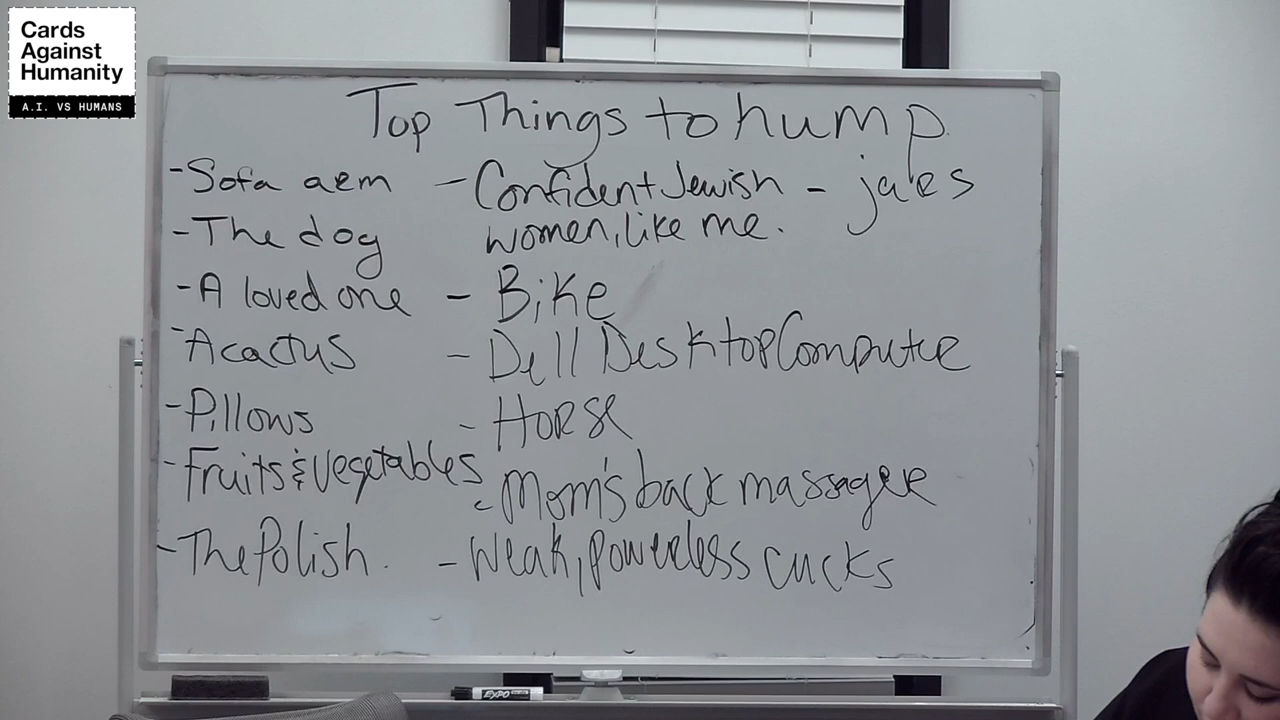 Cards
Against
Humanity
A.I. VS HUMANS
Top Things to hump
- Sofa arm
- The dog
- A loved one
- A cactus
- Pillows
- Fruits & vegetables
- The Polish.
- Confident Jewish
women, like me.
- Bike
- Dell Desktop Computer
- Horse
- Mom's back massager
- Weak, powerless cucks
- jars
EXPO